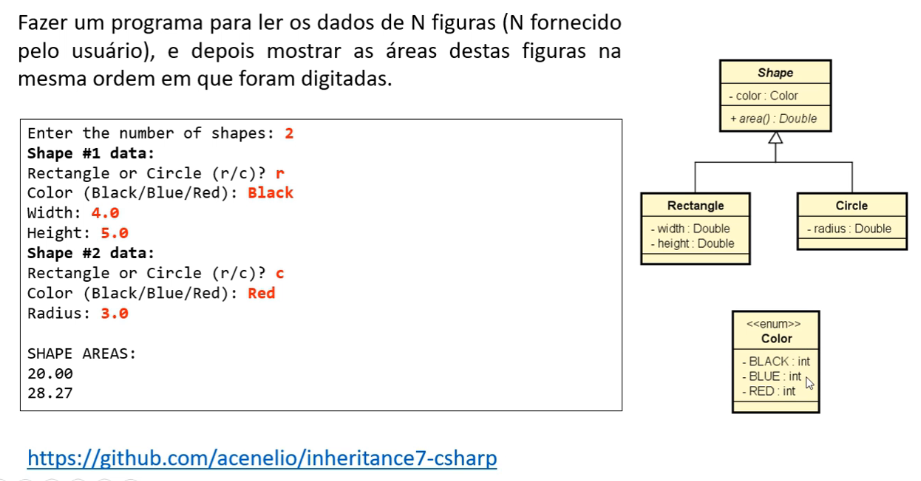 Fazer um programa para ler os dados de N figuras (N fornecido
pelo usuário), e depois mostrar as áreas destas figuras na
mesma ordem em que foram digitadas.
Enter the number of shapes: 2
Shape #1 data:
Rectangle or Circle (r/c)? r
Color (Black/Blue/Red): Black
Width: 4.0
Height: 5.0
Shape #2 data:
Rectangle or Circle (r/c)? c
Color (Black/Blue/Red): Red
Radius: 3.0
SHAPE AREAS:
20.00
28.27
https://github.com/acenelio/inheritance7-csharp
Shape
- color : Color
+ area() : Double
Rectangle
- width : Double
- height : Double
Circle
- radius : Double
<<enum>>
Color
- BLACK : int
- BLUE : int
- RED : int